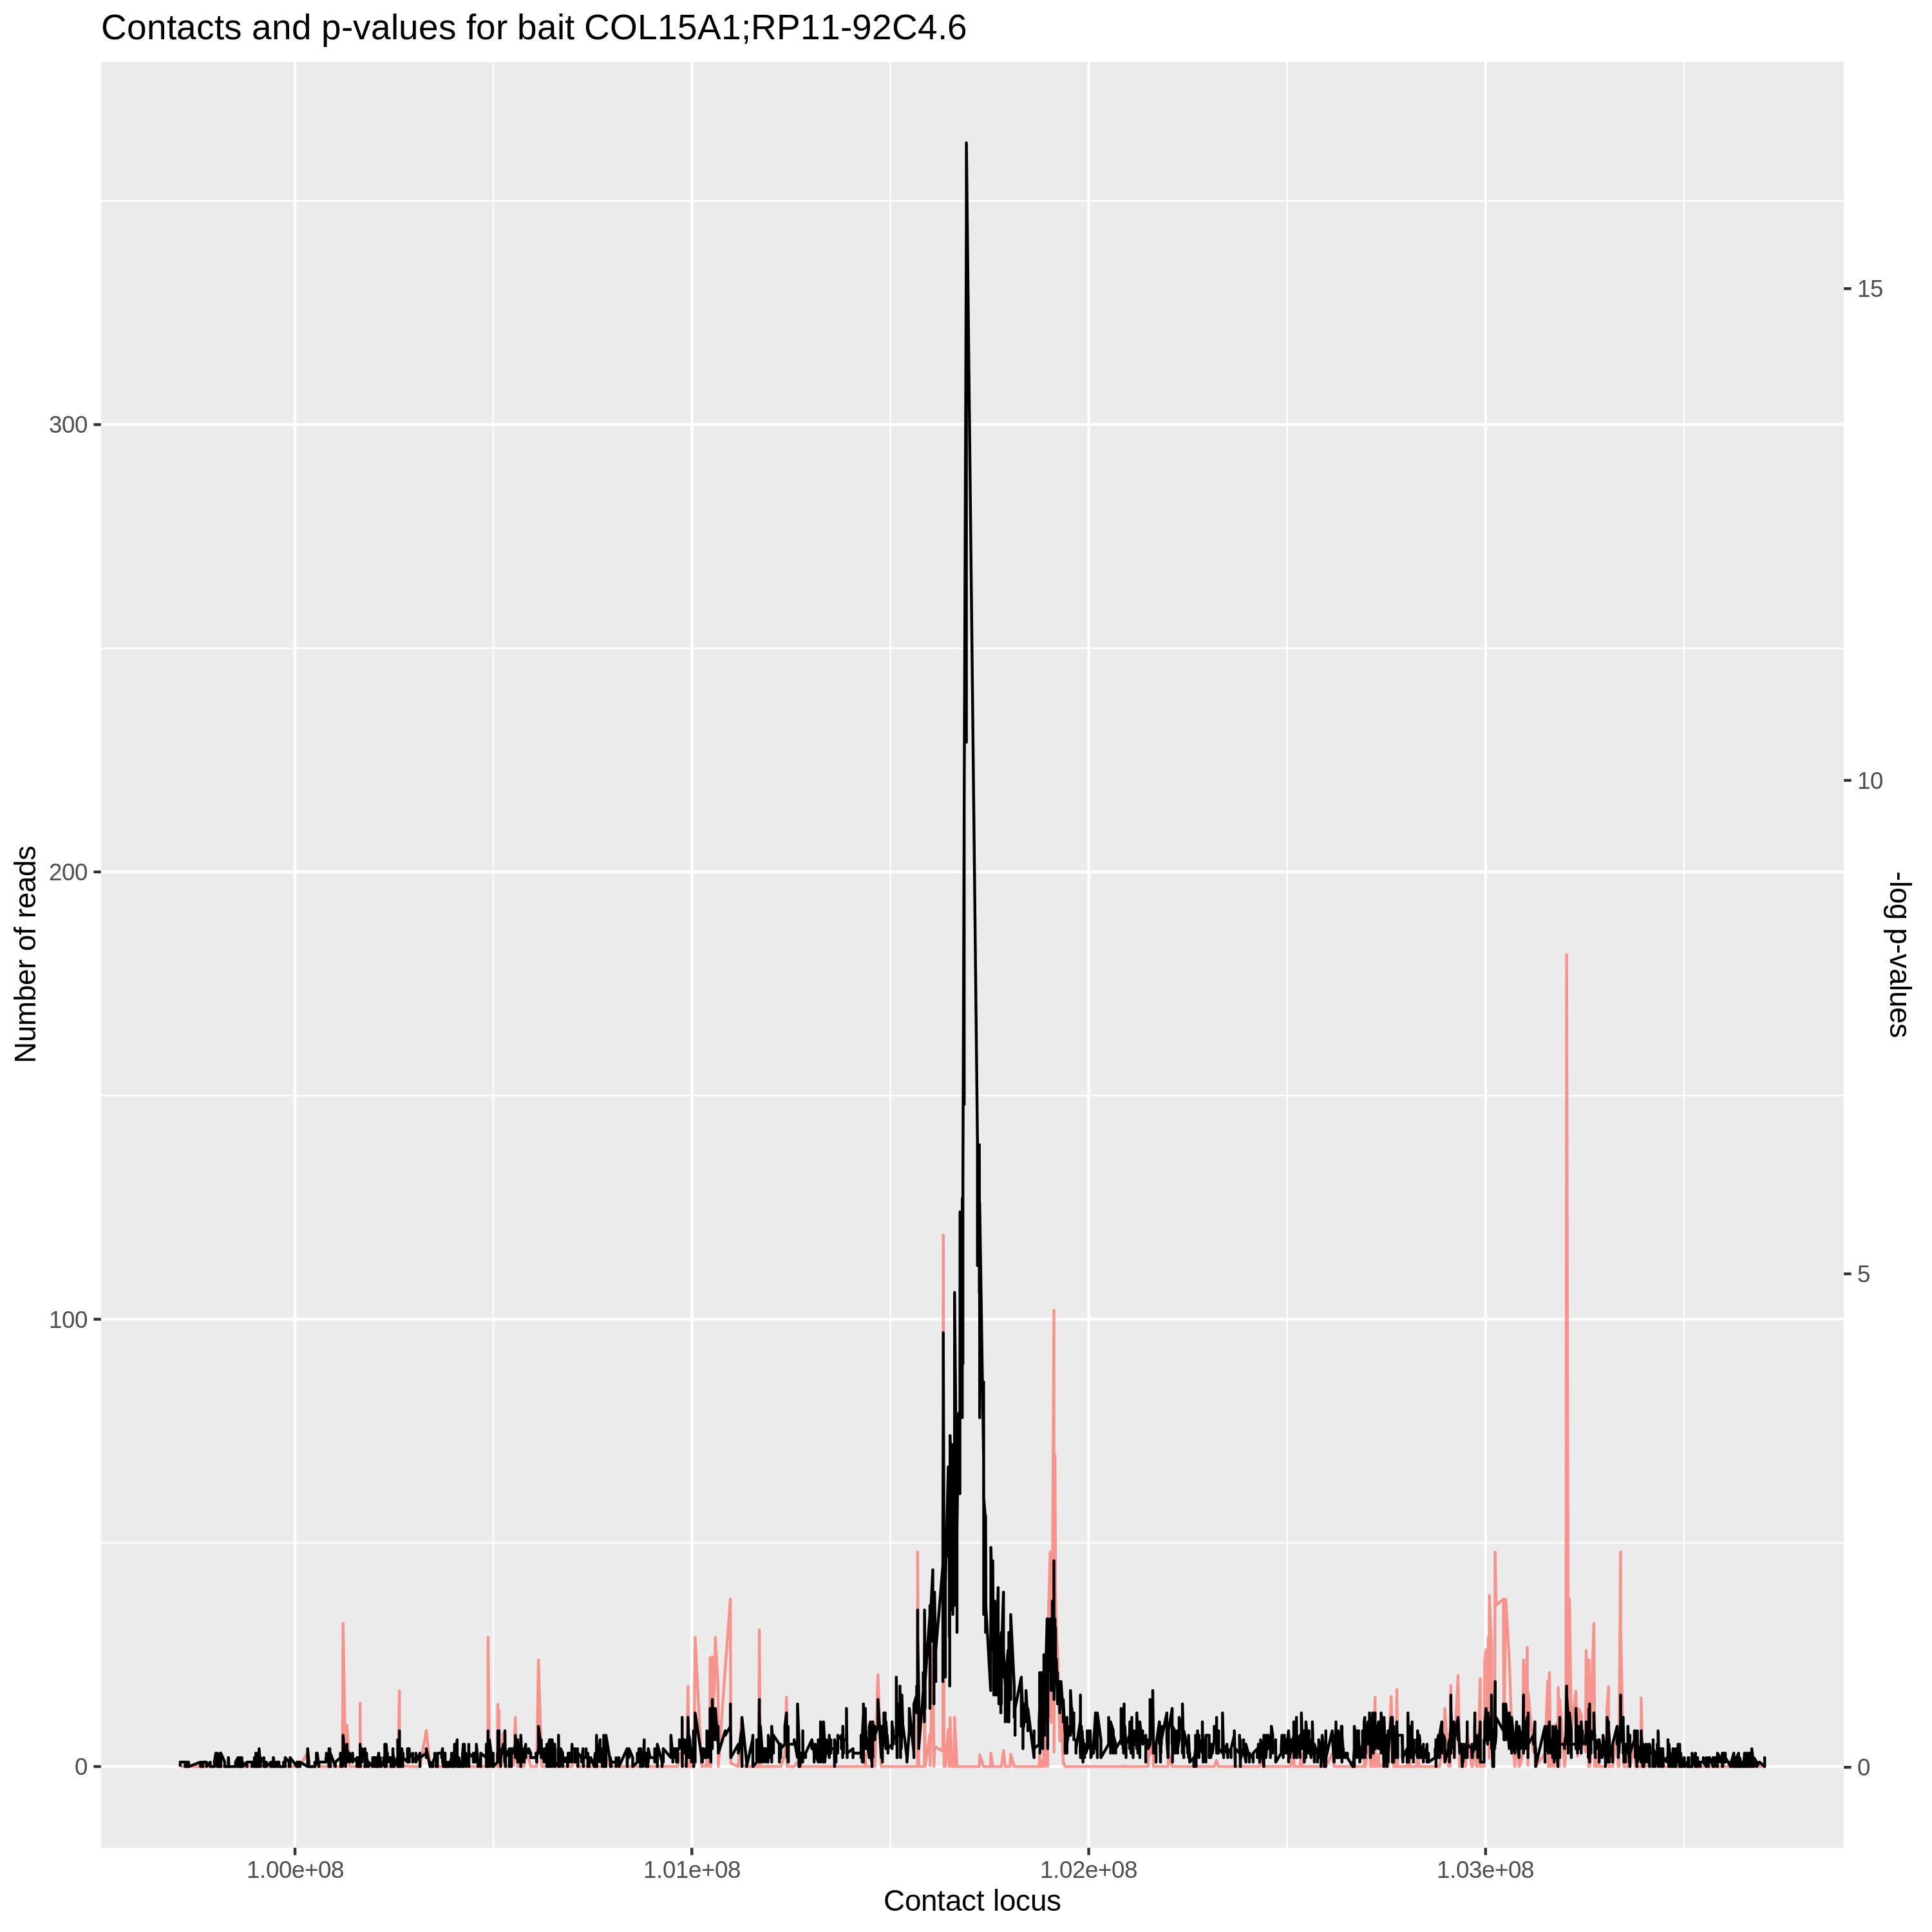 Contacts and p-values for bait COL15A1;RP11-92C4.6
Number of reads
300
200
100
0
15
10
5
0
-log p-values
1.00e+08
1.01e+08
1.02e+08
1.03e+08
Contact locus